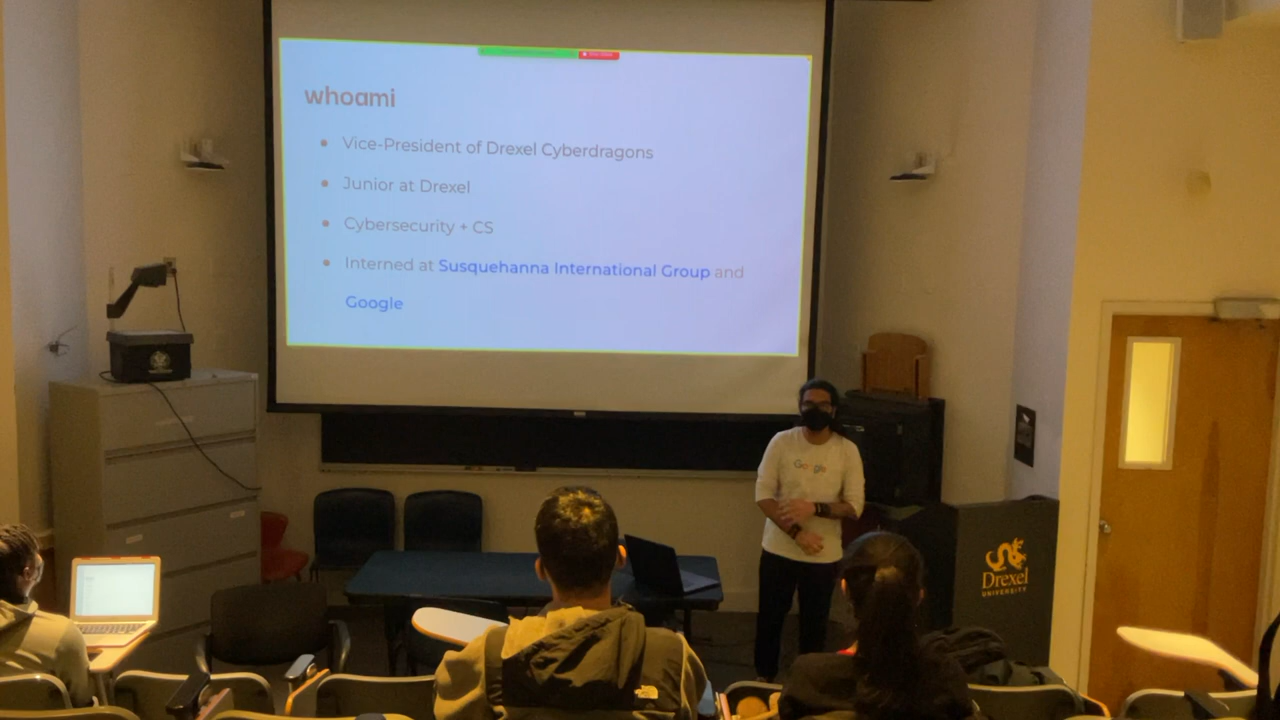 whoami
• Vice-President of Drexel Cyberdragons
• Junior at Drexel
• Cybersecurity + CS
• Interned at Susquehanna International Group and
Google
Google
Drexel
UNIVERSITY